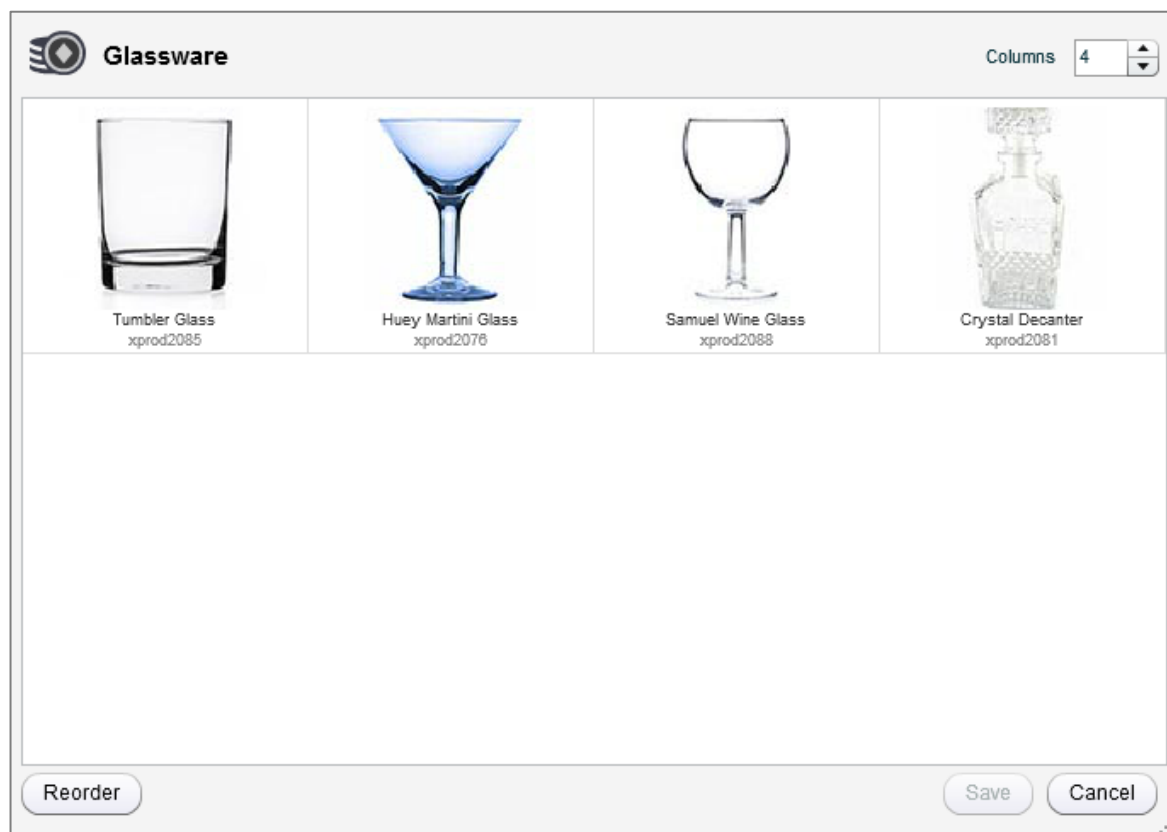 Glassware
Columns 4
Tumbler Glass
xprod2085
Huey Martini Glass
xprod2076
Samuel Wine Glass
xprod2088
Crystal Decanter
xprod2081
Reorder
Save
Cancel